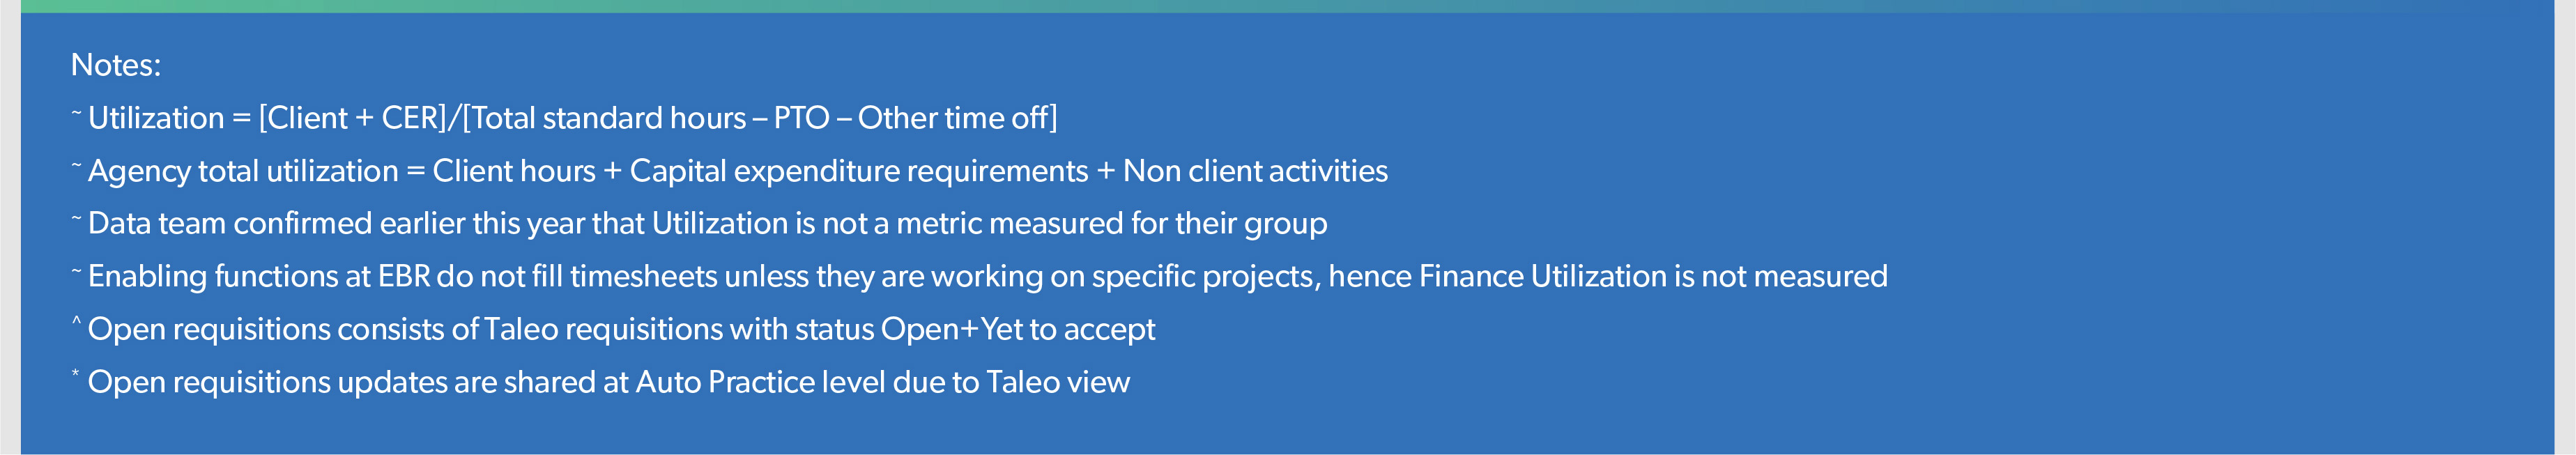 Notes:
~ Utilization = [Client + CER]/[Total standard hours – PTO – Other time off]
~ Agency total utilization = Client hours + Capital expenditure requirements + Non client activities
~ Data team confirmed earlier this year that Utilization is not a metric measured for their group
~ Enabling functions at EBR do not fill timesheets unless they are working on specific projects, hence Finance Utilization is not measured
^ Open requisitions consists of Taleo requisitions with status Open+Yet to accept
* Open requisitions updates are shared at Auto Practice level due to Taleo view